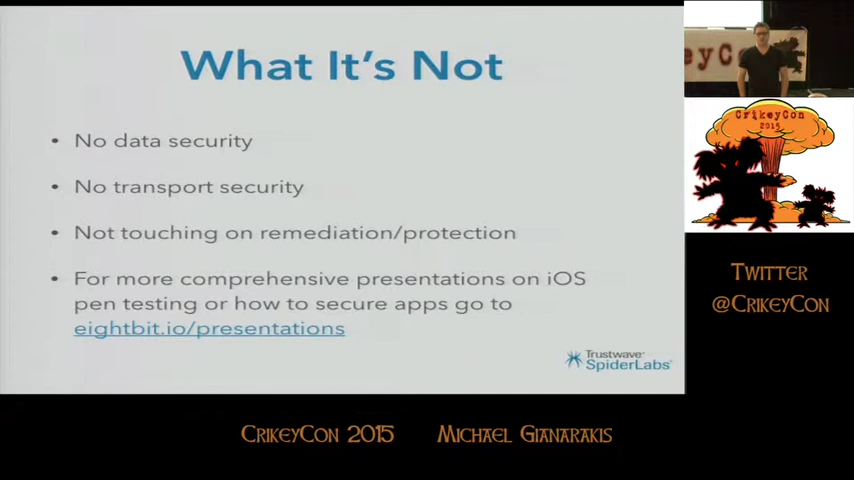 What It's Not
• No data security
• No transport security
• Not touching on remediation/protection
• For more comprehensive presentations on iOS
pen testing or how to secure apps go to
eightbit.io/presentations
Trustwave
SpiderLabs
eyC
CrikeyCon
2015
Twitter
@CrikeyCon
CrikeyCon 2015 Michael Gianarakis